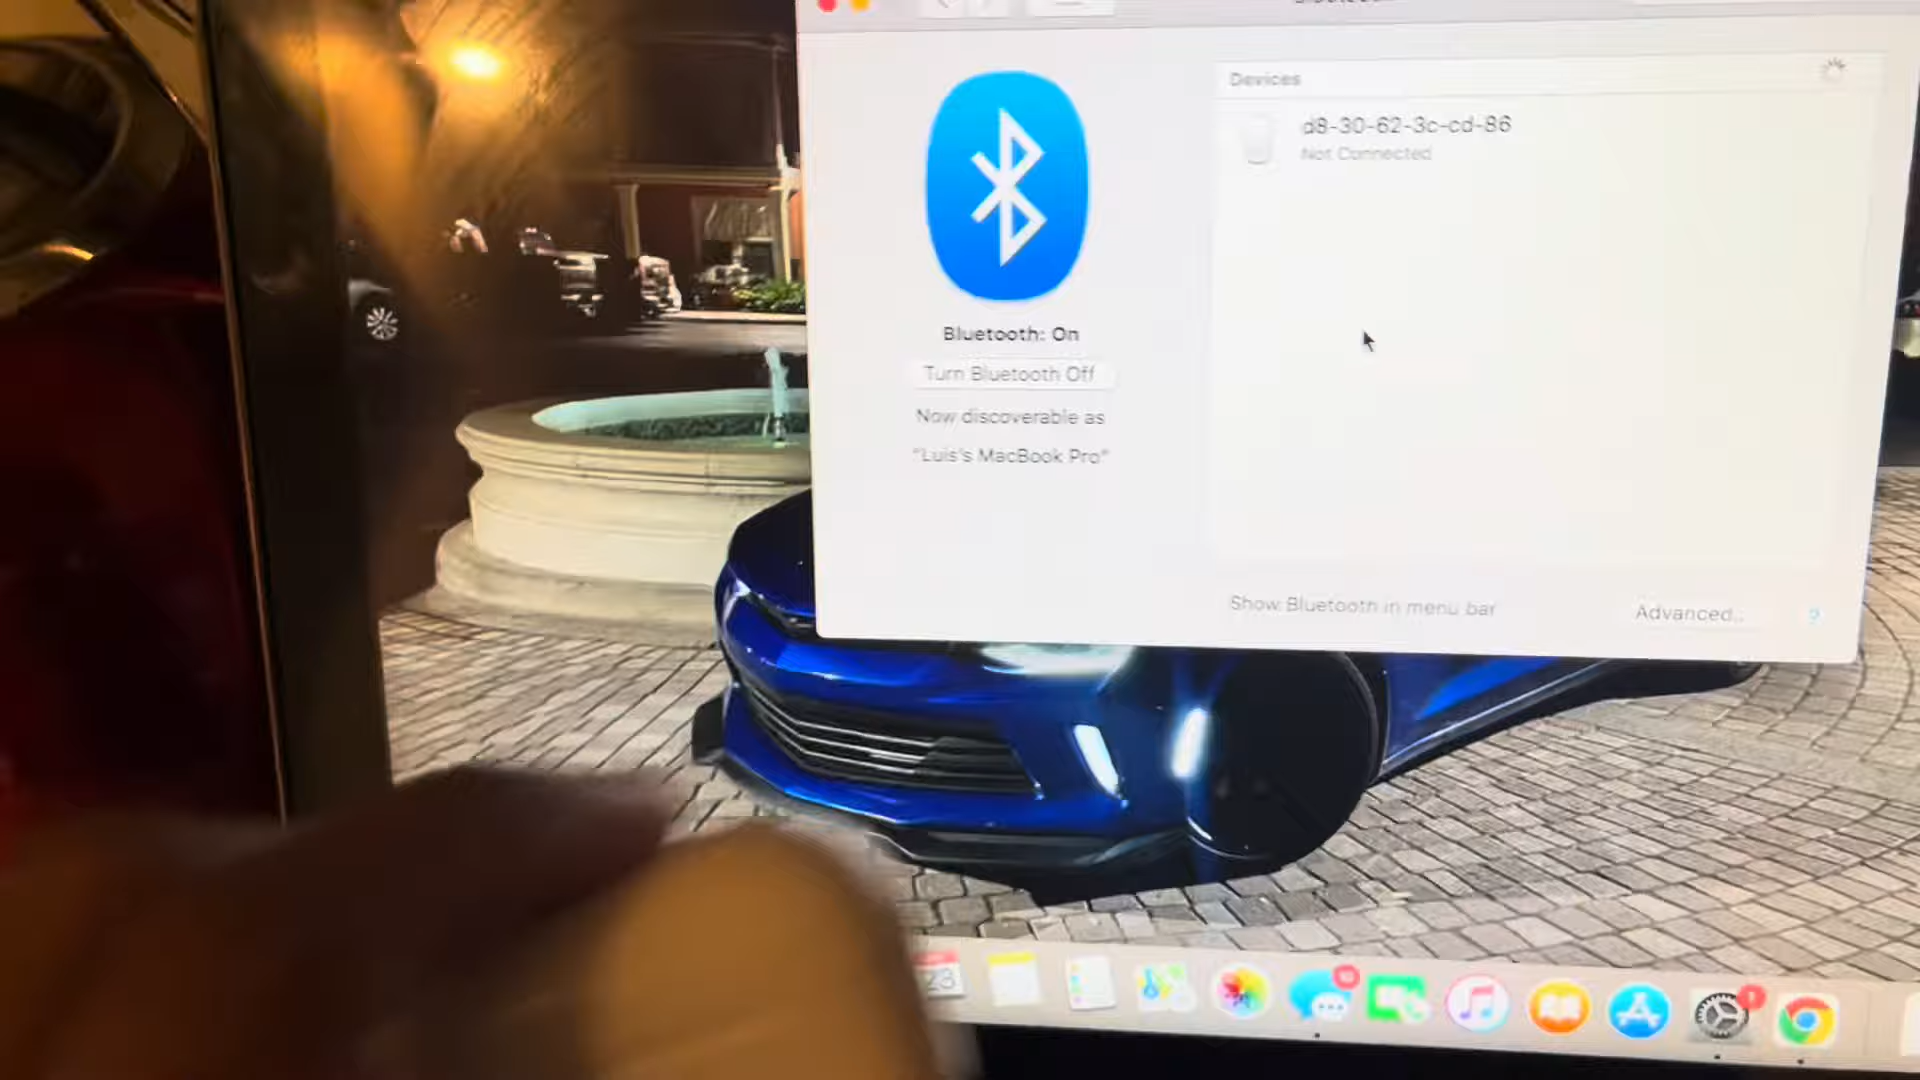 Devices
d8-30-62-3c-cd-86
Not Connected
Bluetooth: On
Turn Bluetooth Off
Now discoverable as
"Luis's MacBook Pro"
Show Bluetooth in menu bar
Advanced...
?
23